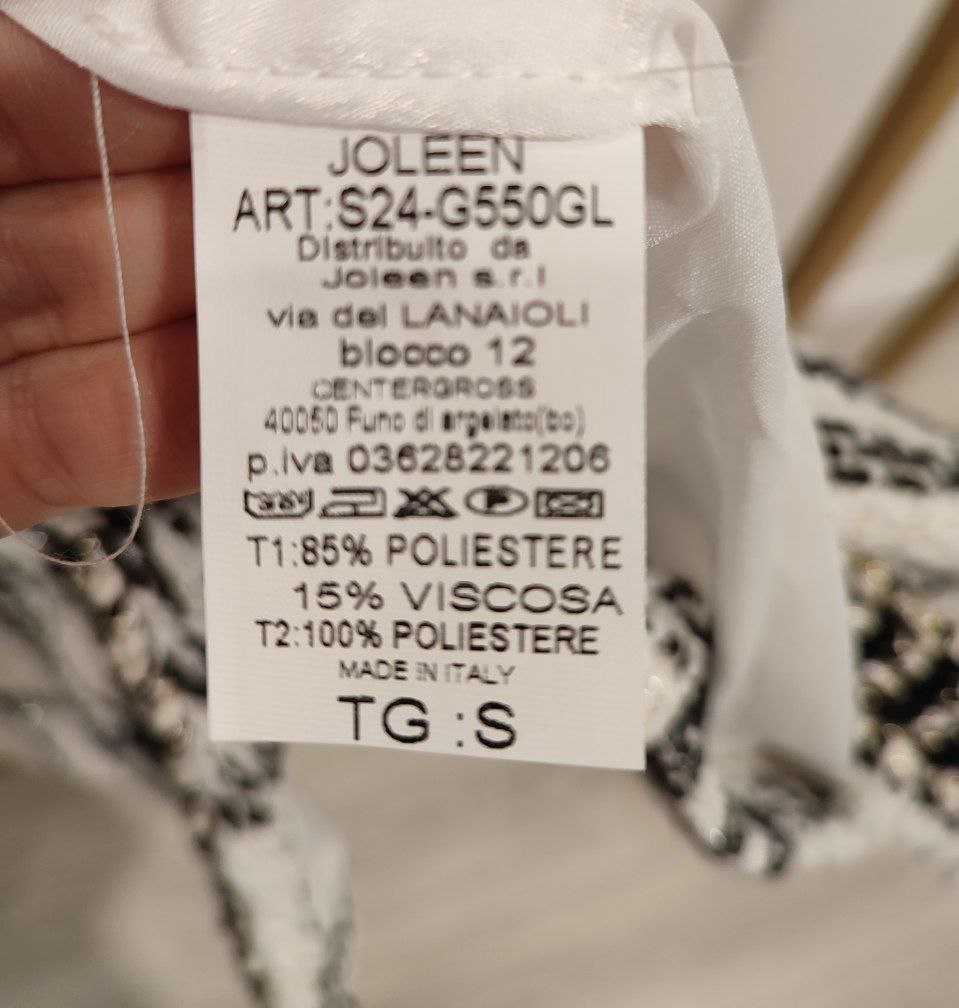 JOLEEN
ART:S24-G550GL
Distribuito da
Joleen s.r.l
via dei LANAIOLI
blocco 12
CENTERGROSS
40050 Funo di argelato(bo)
p.iva 03628221206
T1:85% POLIESTERE
15% VISCOSA
T2:100% POLIESTERE
MADE IN ITALY
TG :S